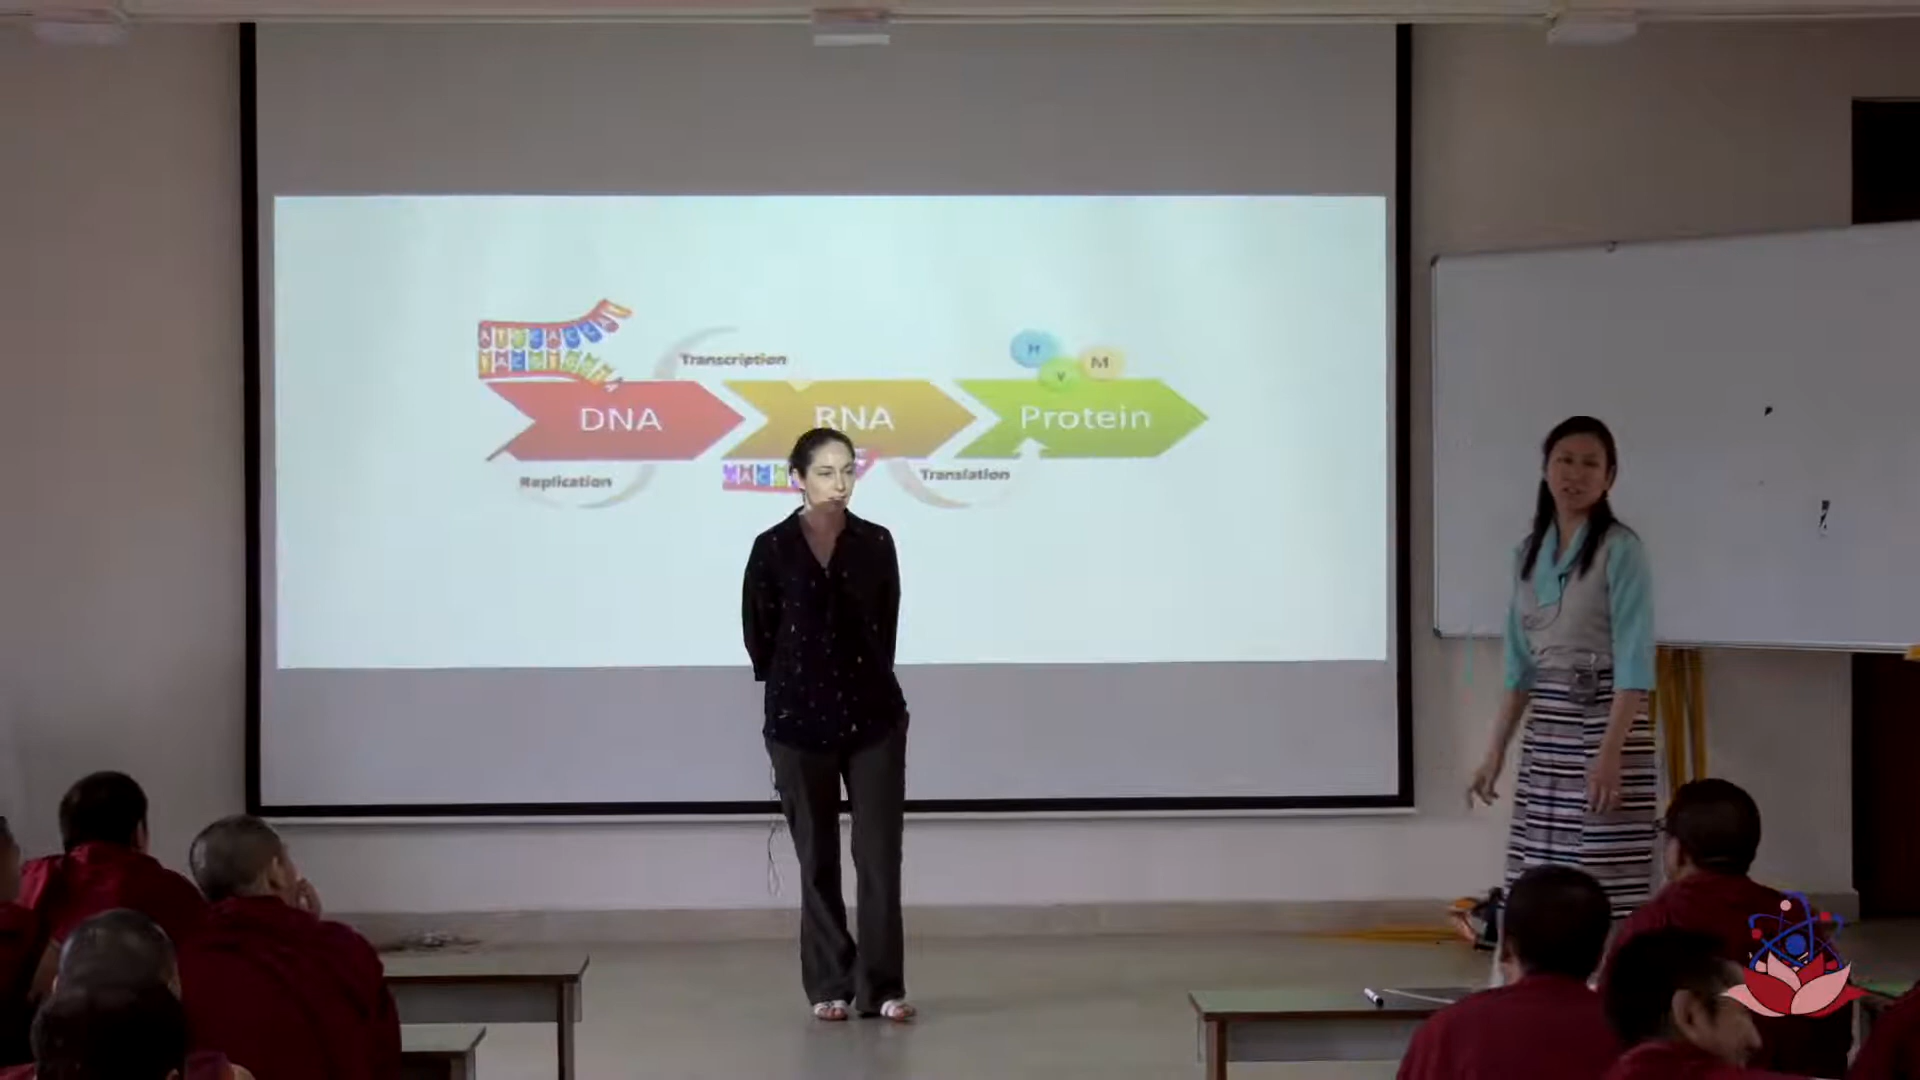 Transcription
DNA
RNA
Protein
H
V
M
Replication
Translation